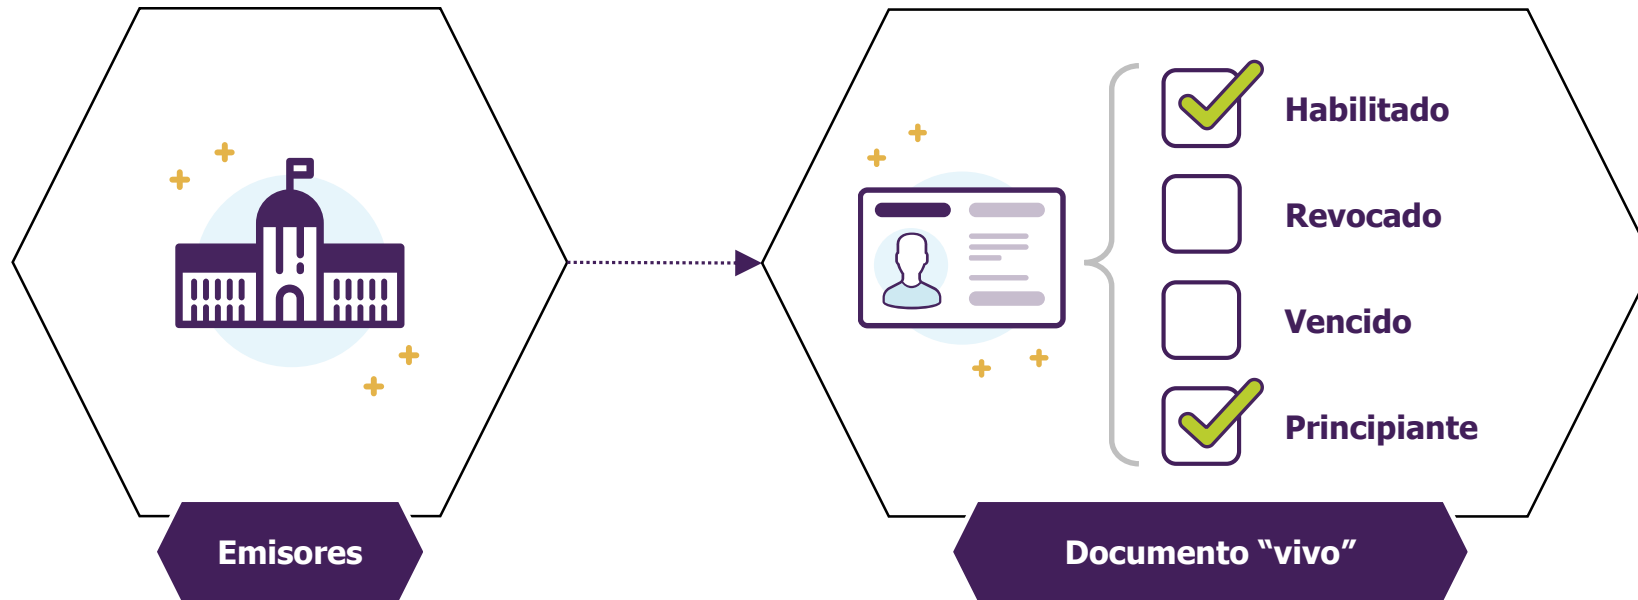 Habilitado
Revocado
Vencido
Principiante
Emisores
Documento “vivo”